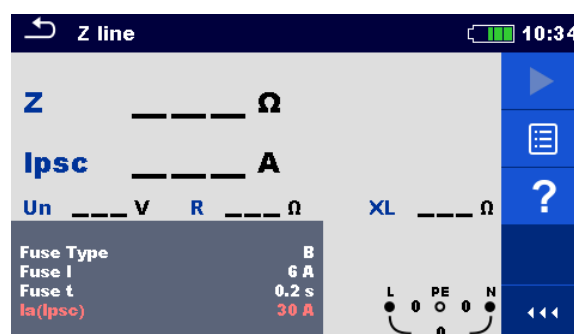 Z line 10:34
Z ___ Ω
Ipsc ___ A
Un ___ V R ___ Ω XL ___ Ω
Fuse Type B
Fuse I 6 A
Fuse t 0.2 s
Ia(Ipsc) 30 A
L PE N
0 0
0
?